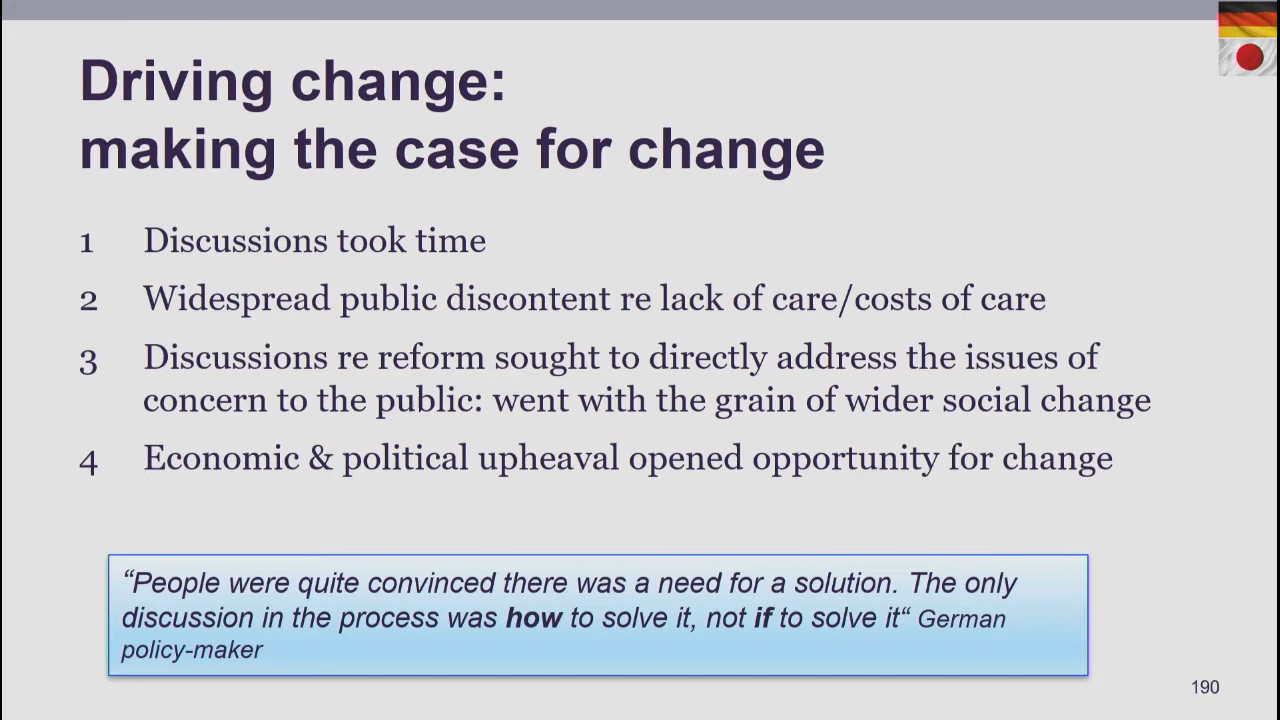 Driving change:
making the case for change
1 Discussions took time
2 Widespread public discontent re lack of care/costs of care
3 Discussions re reform sought to directly address the issues of
concern to the public: went with the grain of wider social change
4 Economic & political upheaval opened opportunity for change
“People were quite convinced there was a need for a solution. The only
discussion in the process was how to solve it, not if to solve it“ German
policy-maker
190